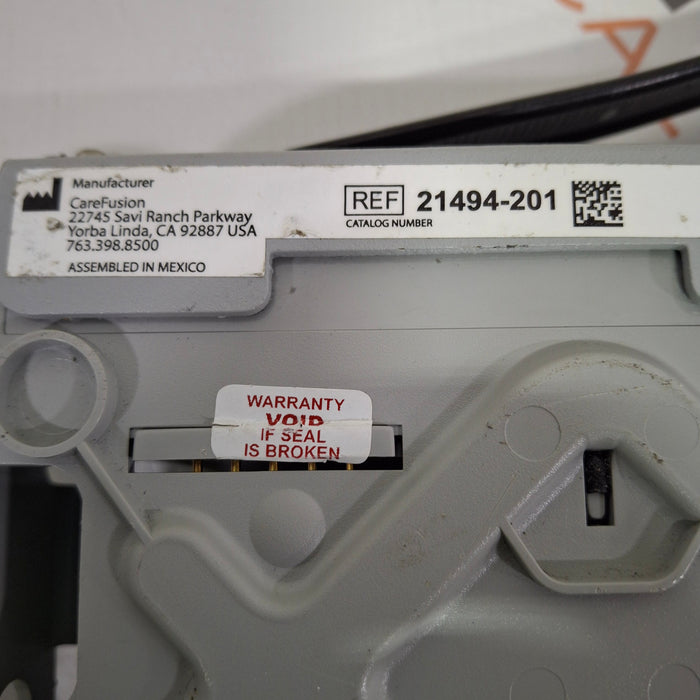 Manufacturer
CareFusion
22745 Savi Ranch Parkway
Yorba Linda, CA 92887 USA
763.398.8500
ASSEMBLED IN MEXICO
REF 21494-201
CATALOG NUMBER
WARRANTY
VOID
IF SEAL
IS BROKEN